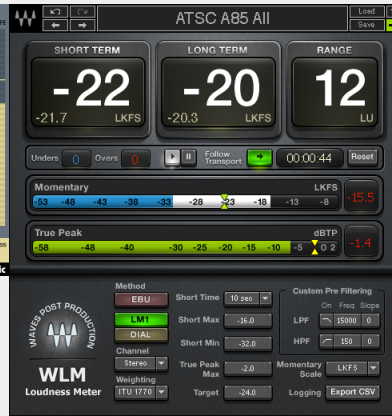 ATSC A85 All
Load
Save
SHORT TERM
-22
-21.7 LKFS
LONG TERM
-20
-20.3 LKFS
RANGE
12
LU
Unders 0 Overs 0
Follow Transport
00:00:44
Reset
Momentary LKFS
-53 -48 -43 -38 -33 -28 -23 -18 -13 -8
-15.5
True Peak dBTP
-58 -48 -40 -30 -25 -20 -15 -10 -5 0 2
-1.4
WAVES POST PRODUCTION
WLM
Loudness Meter
Method
EBU
LM1
DIAL
Channel
Stereo
Weighting
ITU 1770
Short Time 10 sec
Short Max -16.0
Short Min -32.0
True Peak Max -2.0
Target -24.0
Custom Pre Filtering
On Freq Slope
LPF 15000 0
HPF 150 0
Momentary Scale LKFS
Logging Export CSV